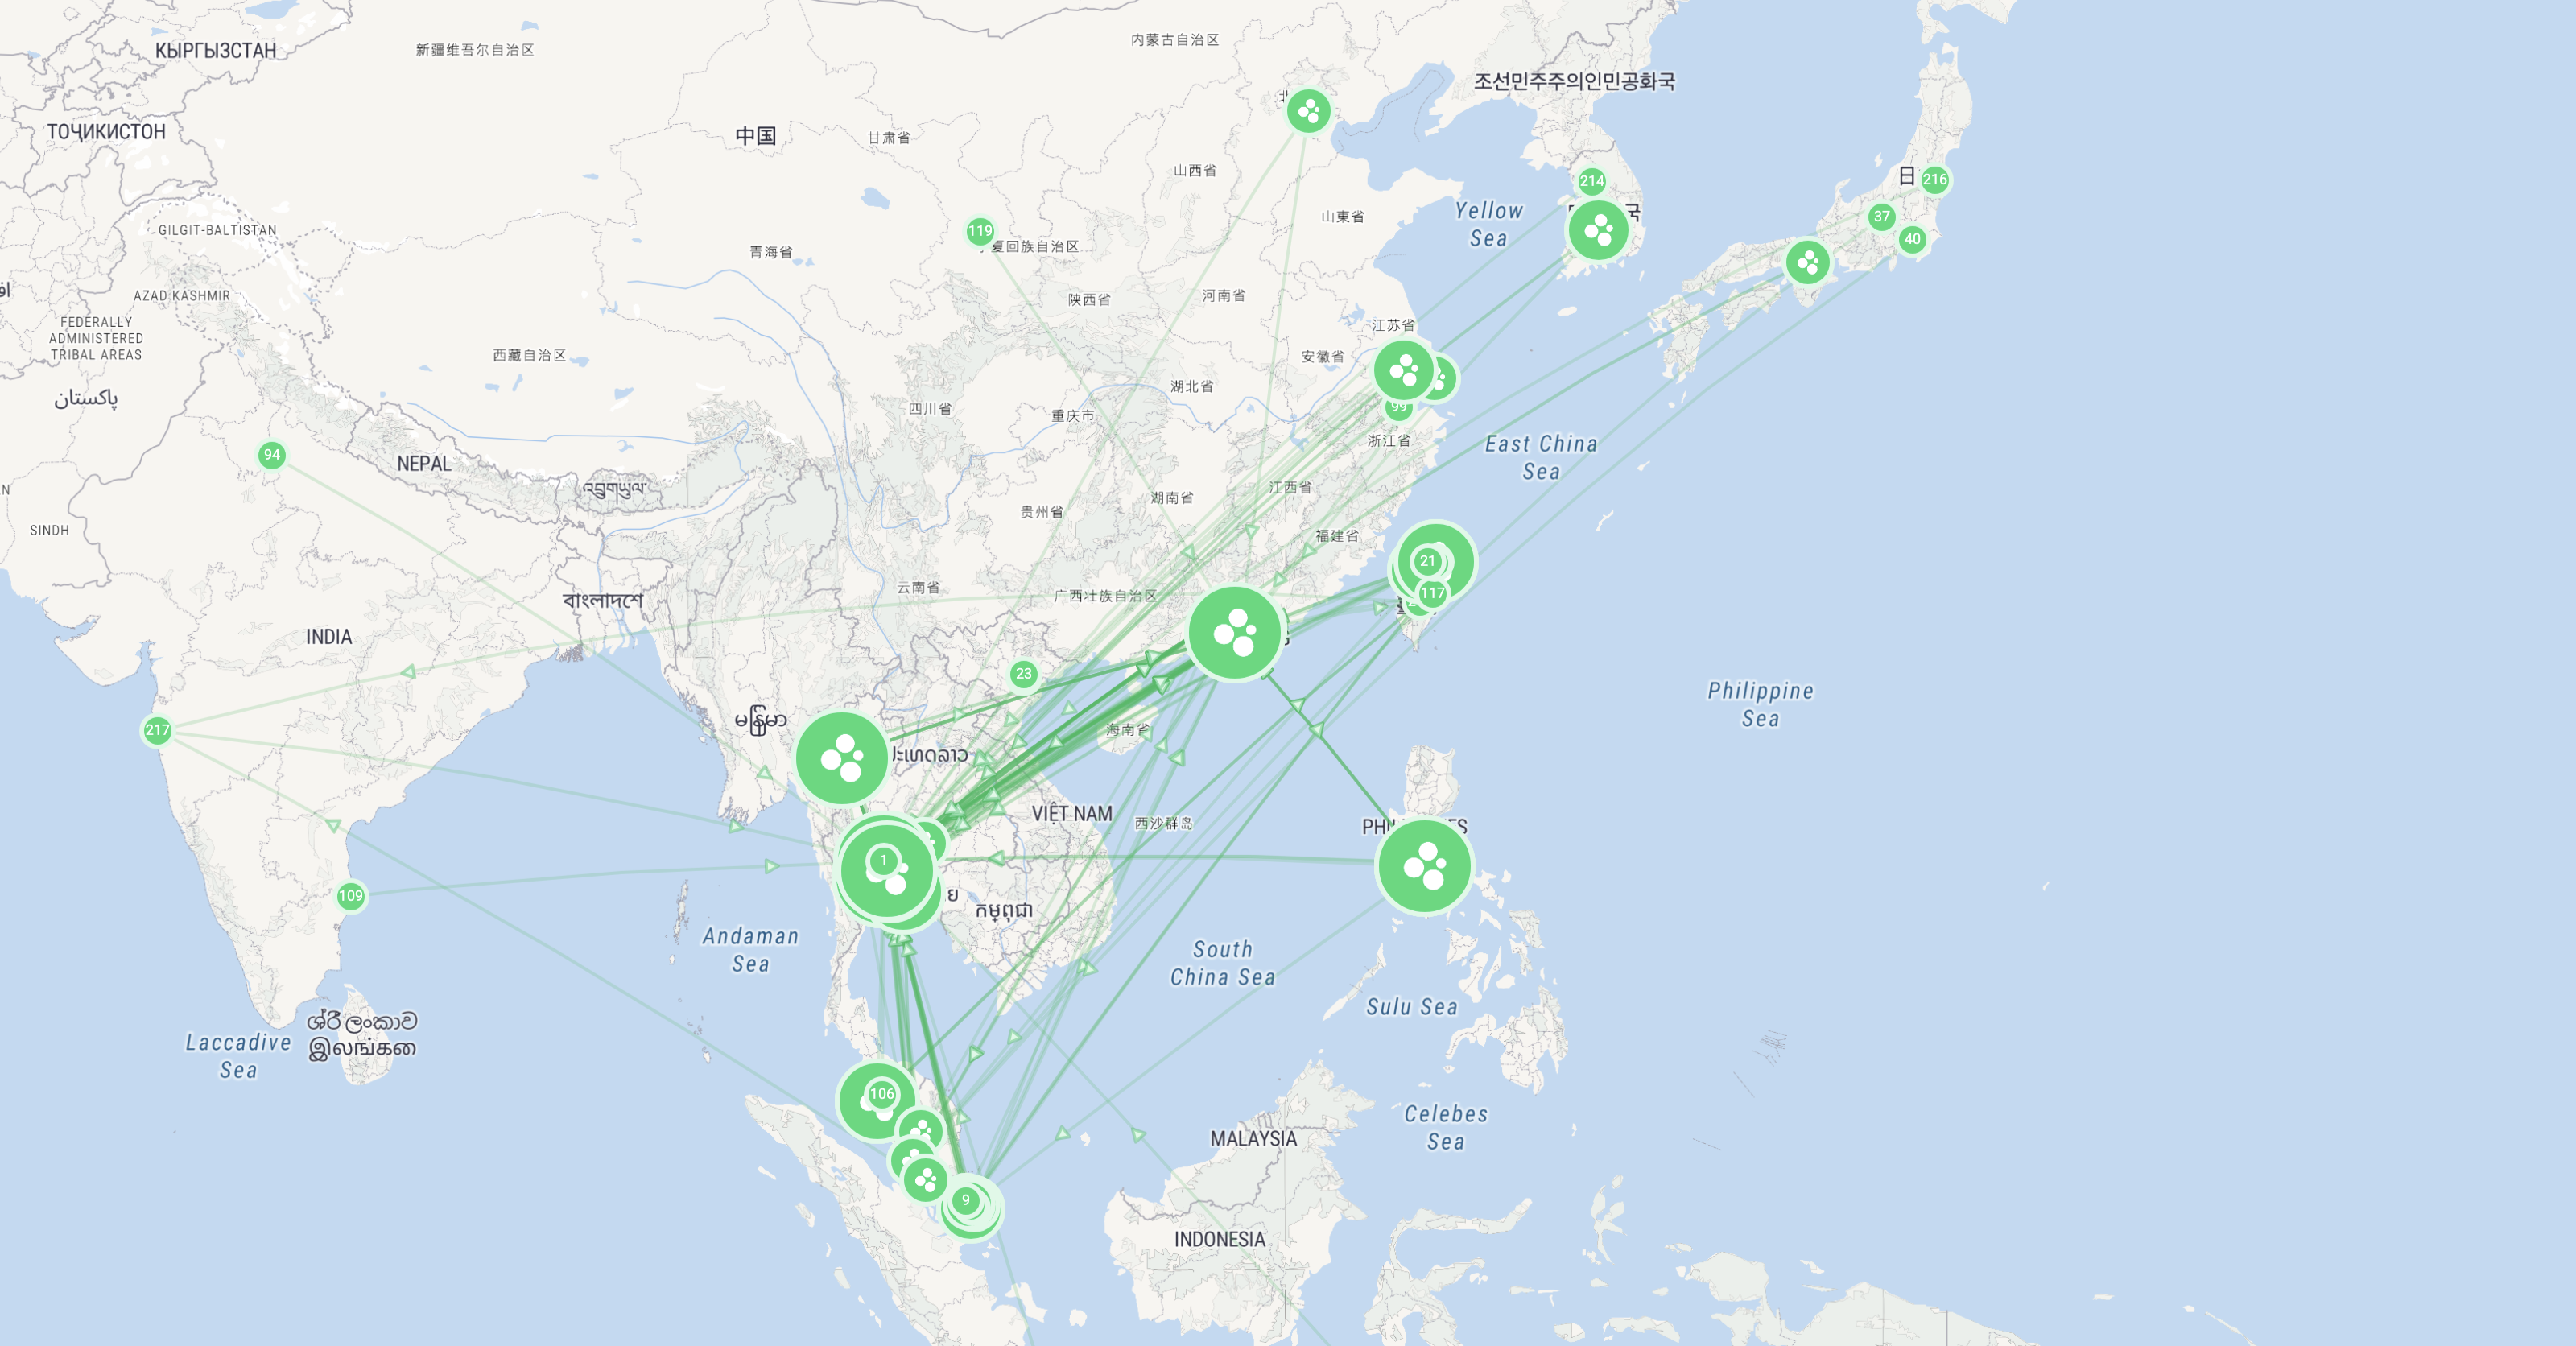 КЫРГЫЗСТАН
新疆维吾尔自治区
内蒙古自治区
조선민주주의인민공화국
ТОҶИКИСТОН
中国
甘肃省
山西省
214
日
216
Yellow
Sea
山東省
37
40
119
夏回族自治区
국
GILGIT-BALTISTAN
青海省
AZAD KASHMIR
陕西省
河南省
FEDERALLY
ADMINISTERED
TRIBAL AREAS
江苏省
安徽省
西藏自治区
پاکستان
湖北省
99
四川省
重庆市
浙江省
East China
Sea
94
NEPAL
འབྲུགཡུལ་
江西省
湖南省
贵州省
SINDH
福建省
21
云南省
广西壮族自治区
117
বাংলাদেশ
INDIA
23
Philippine
Sea
217
မြန်မာ
海南省
ປະເທດລາວ
VIỆT NAM
西沙群岛
1
109
ย
កម្ពុជា
Andaman
Sea
South
China Sea
Sulu Sea
ශ්‍රී ලංකාව
இலங்கை
Laccadive
Sea
106
Celebes
Sea
MALAYSIA
9
INDONESIA